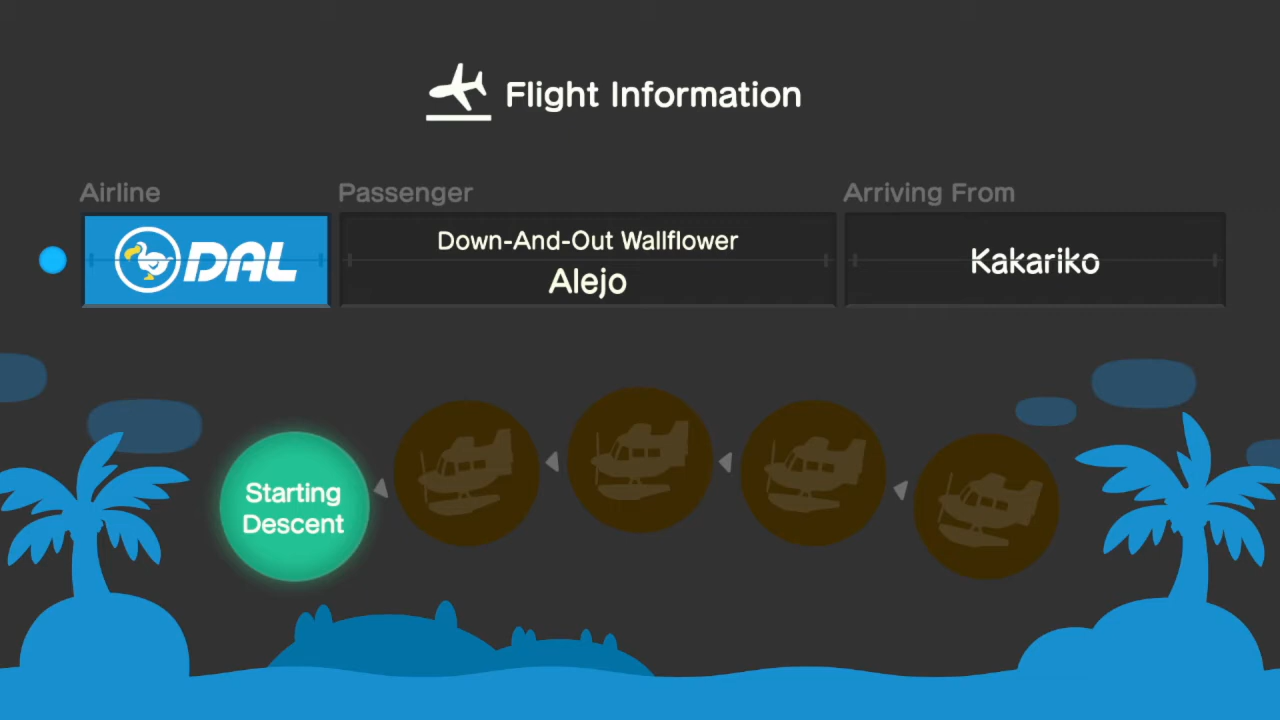 Flight Information
Airline
Passenger
Arriving From
DAL
Down-And-Out Wallflower
Alejo
Kakariko
Starting
Descent